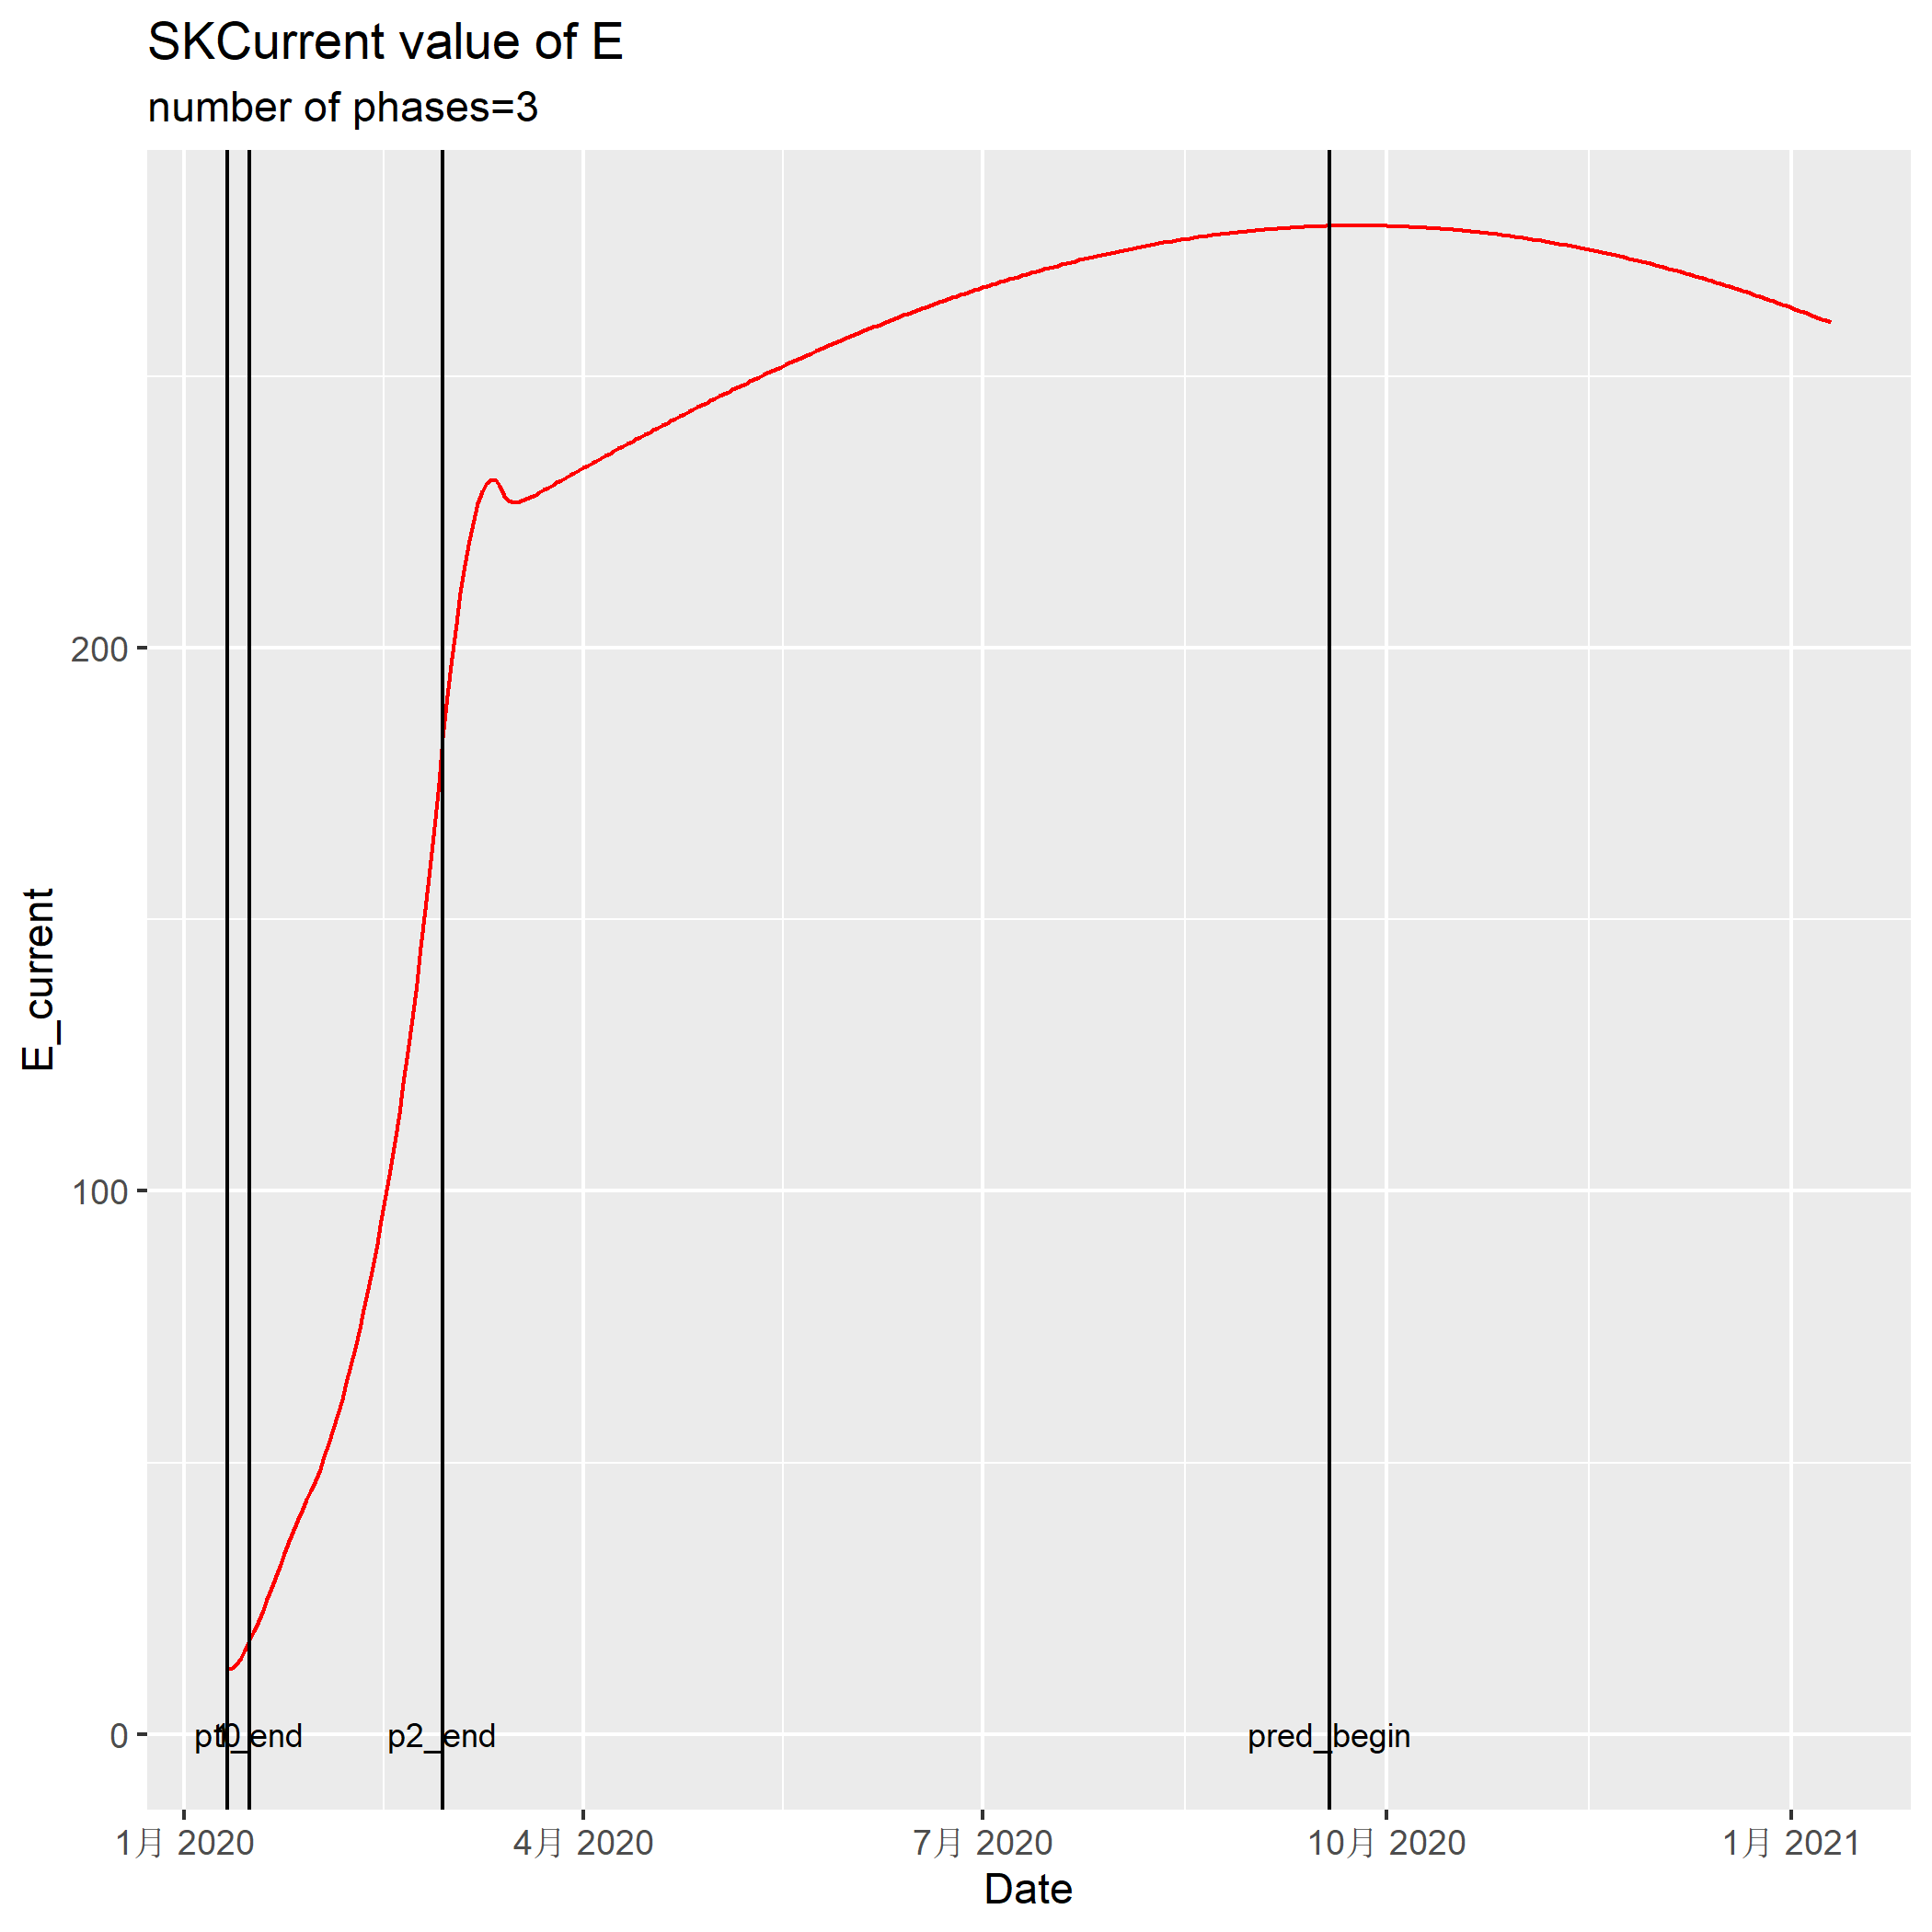 SKCurrent value of E
number of phases=3
E_current
200
100
0
p2_end
pred_begin
1月 2020
4月 2020
7月 2020
10月 2020
1月 2021
Date